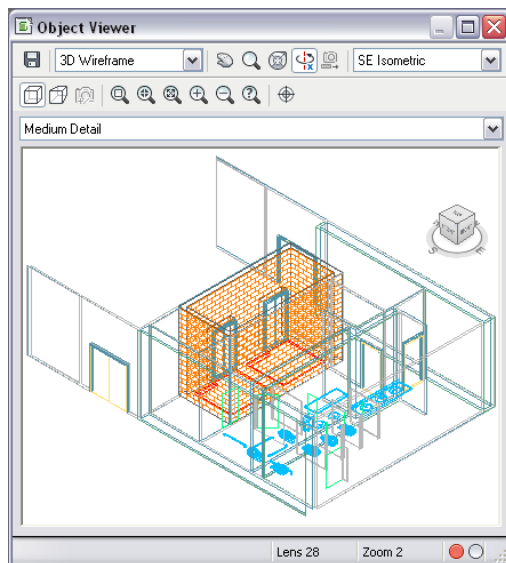 Object Viewer
3D Wireframe
SE Isometric
Medium Detail
Lens 28
Zoom 2